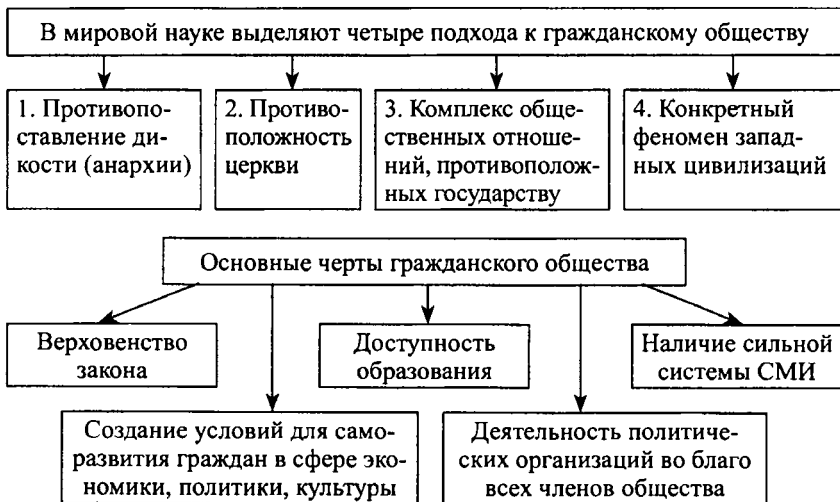 В мировой науке выделяют четыре подхода к гражданскому обществу
1. Противопо-
ставление ди-
кости (анархии)
2. Противо-
положность
церкви
3. Комплекс обще-
ственных отноше-
ний, противополож-
ных государству
4. Конкретный
феномен запад-
ных цивилизаций
Основные черты гражданского общества
Верховенство
закона
Доступность
образования
Наличие сильной
системы СМИ
Создание условий для само-
развития граждан в сфере эко-
номики, политики, культуры
Деятельность политиче-
ских организаций во благо
всех членов общества